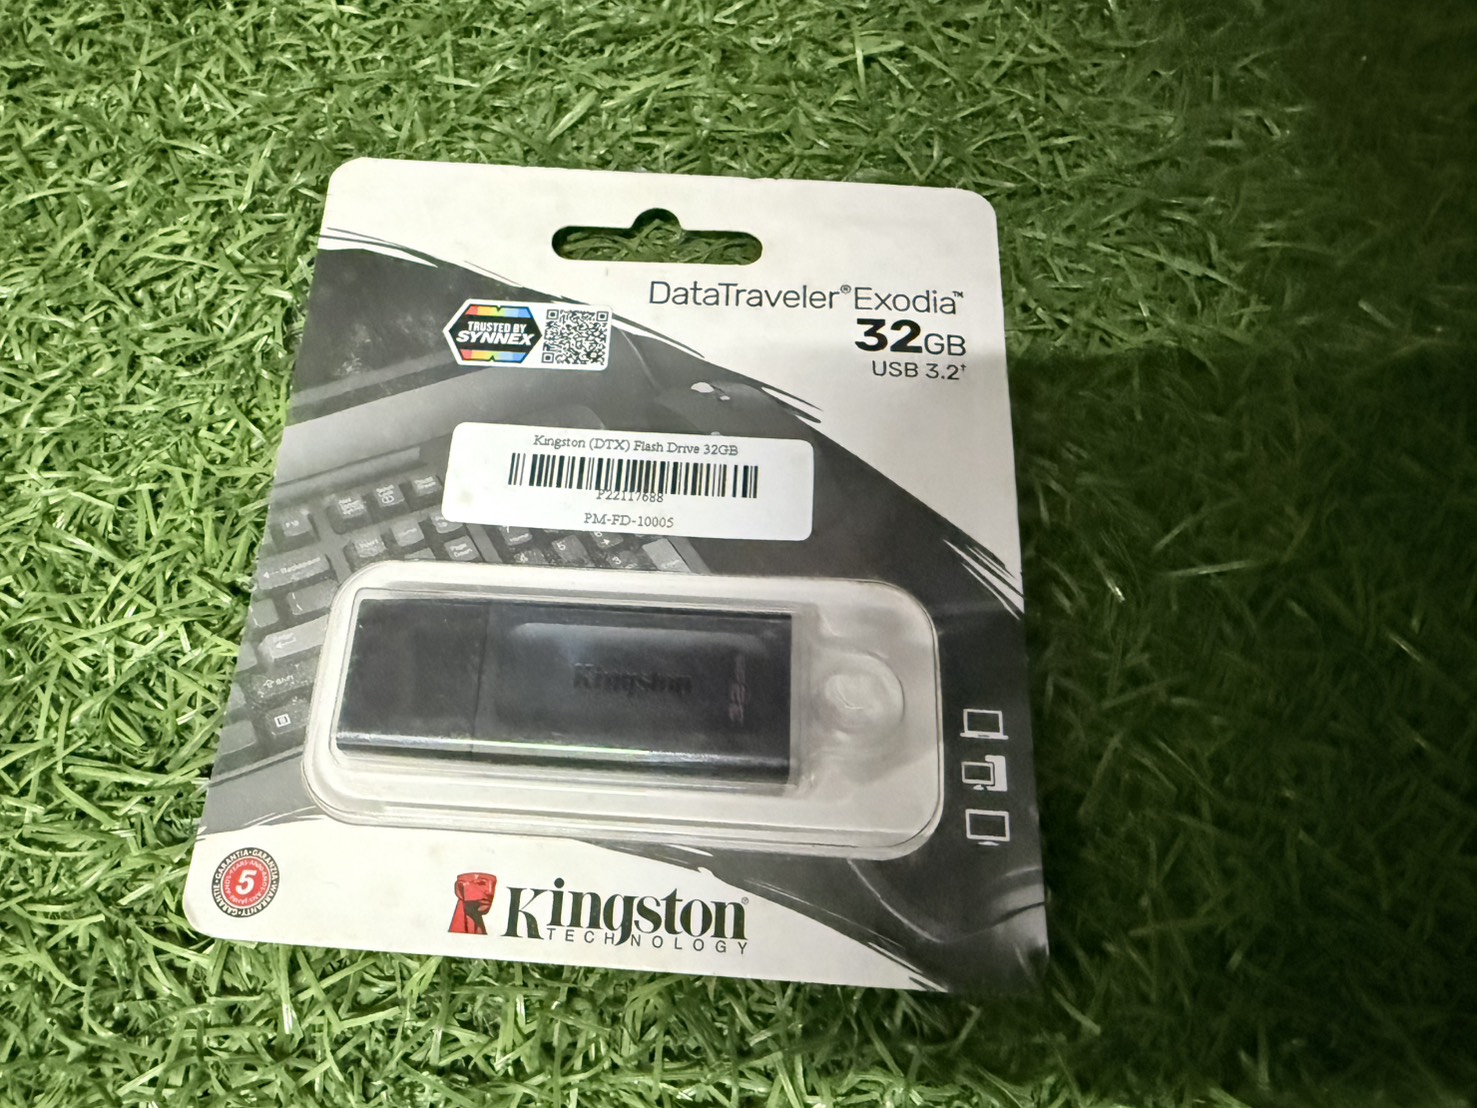 DataTraveler® Exodia™
32GB
USB 3.2†
TRUSTED BY
SYNNEX
Kingston (DTX) Flash Drive 32GB
P22117688
PM-FD-10005
Kingston
32GB
5
Kingston®
TECHNOLOGY